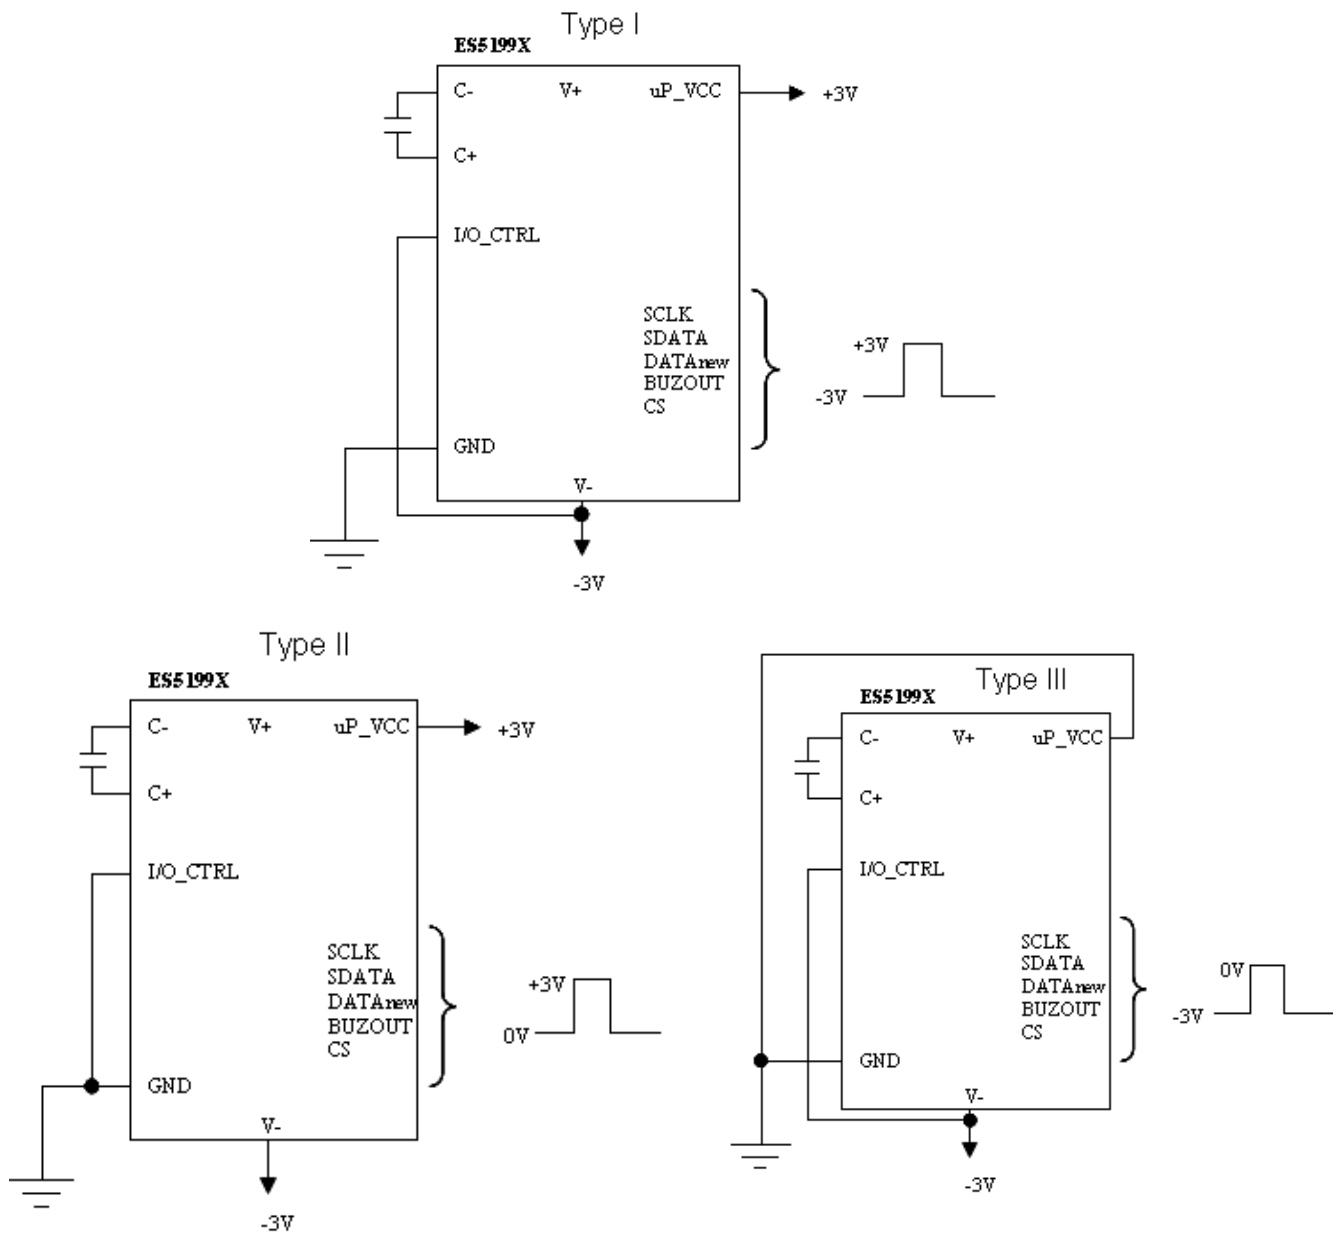 Type I
ES5199X
C- V+ uP_VCC +3V
C+
I/O_CTRL
SCLK
SDATA
DATAnew
BUZOUT
CS
+3V
-3V
GND
V-
-3V
Type II
ES5199X
C- V+ uP_VCC +3V
C+
I/O_CTRL
SCLK
SDATA
DATAnew
BUZOUT
CS
+3V
0V
GND
V-
-3V
Type III
ES5199X
C- V+ uP_VCC
C+
I/O_CTRL
SCLK
SDATA
DATAnew
BUZOUT
CS
0V
-3V
GND
V-
-3V